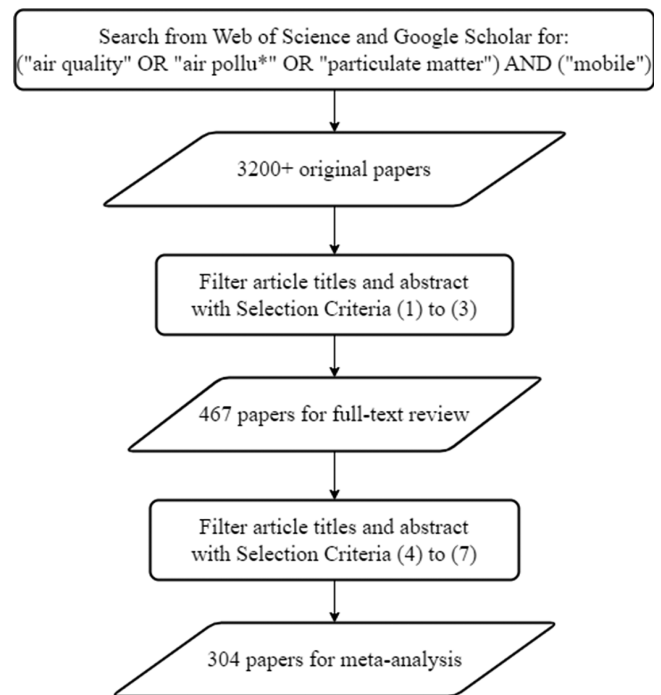 Search from Web of Science and Google Scholar for:
("air quality" OR "air pollu*" OR "particulate matter") AND ("mobile")
3200+ original papers
Filter article titles and abstract
with Selection Criteria (1) to (3)
467 papers for full-text review
Filter article titles and abstract
with Selection Criteria (4) to (7)
304 papers for meta-analysis